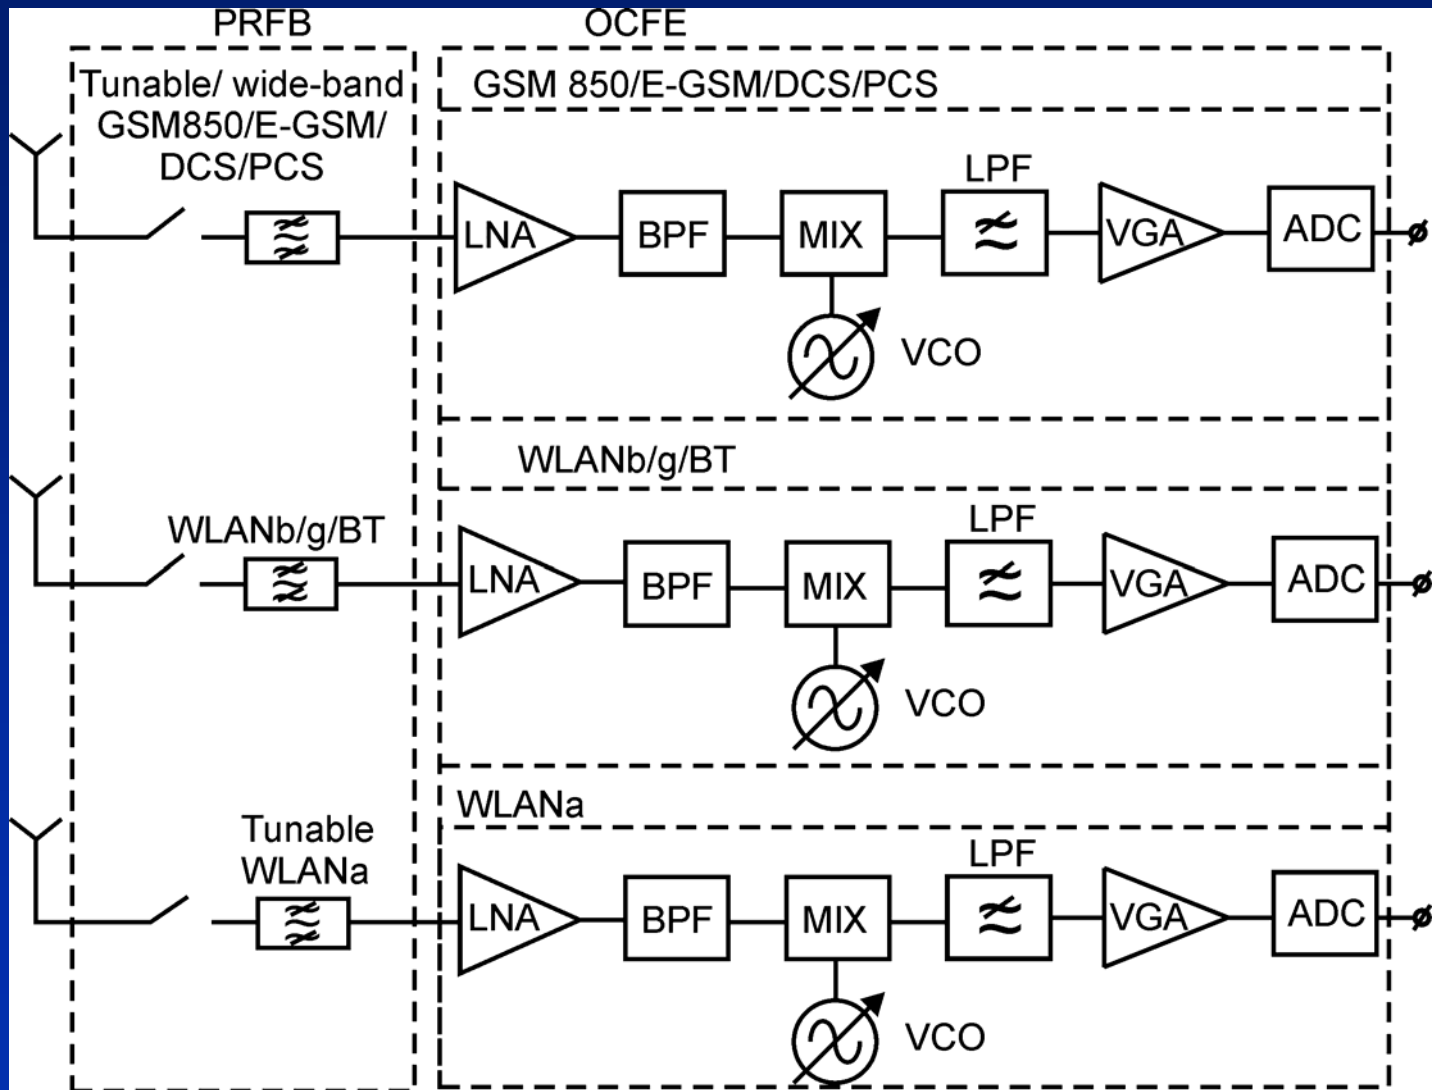 PRFB
OCFE
Tunable/ wide-band
GSM850/E-GSM/
DCS/PCS
GSM 850/E-GSM/DCS/PCS
LNA
BPF
MIX
LPF
VGA
ADC
VCO
WLANb/g/BT
WLANb/g/BT
LNA
BPF
MIX
LPF
VGA
ADC
VCO
Tunable
WLANa
WLANa
LNA
BPF
MIX
LPF
VGA
ADC
VCO